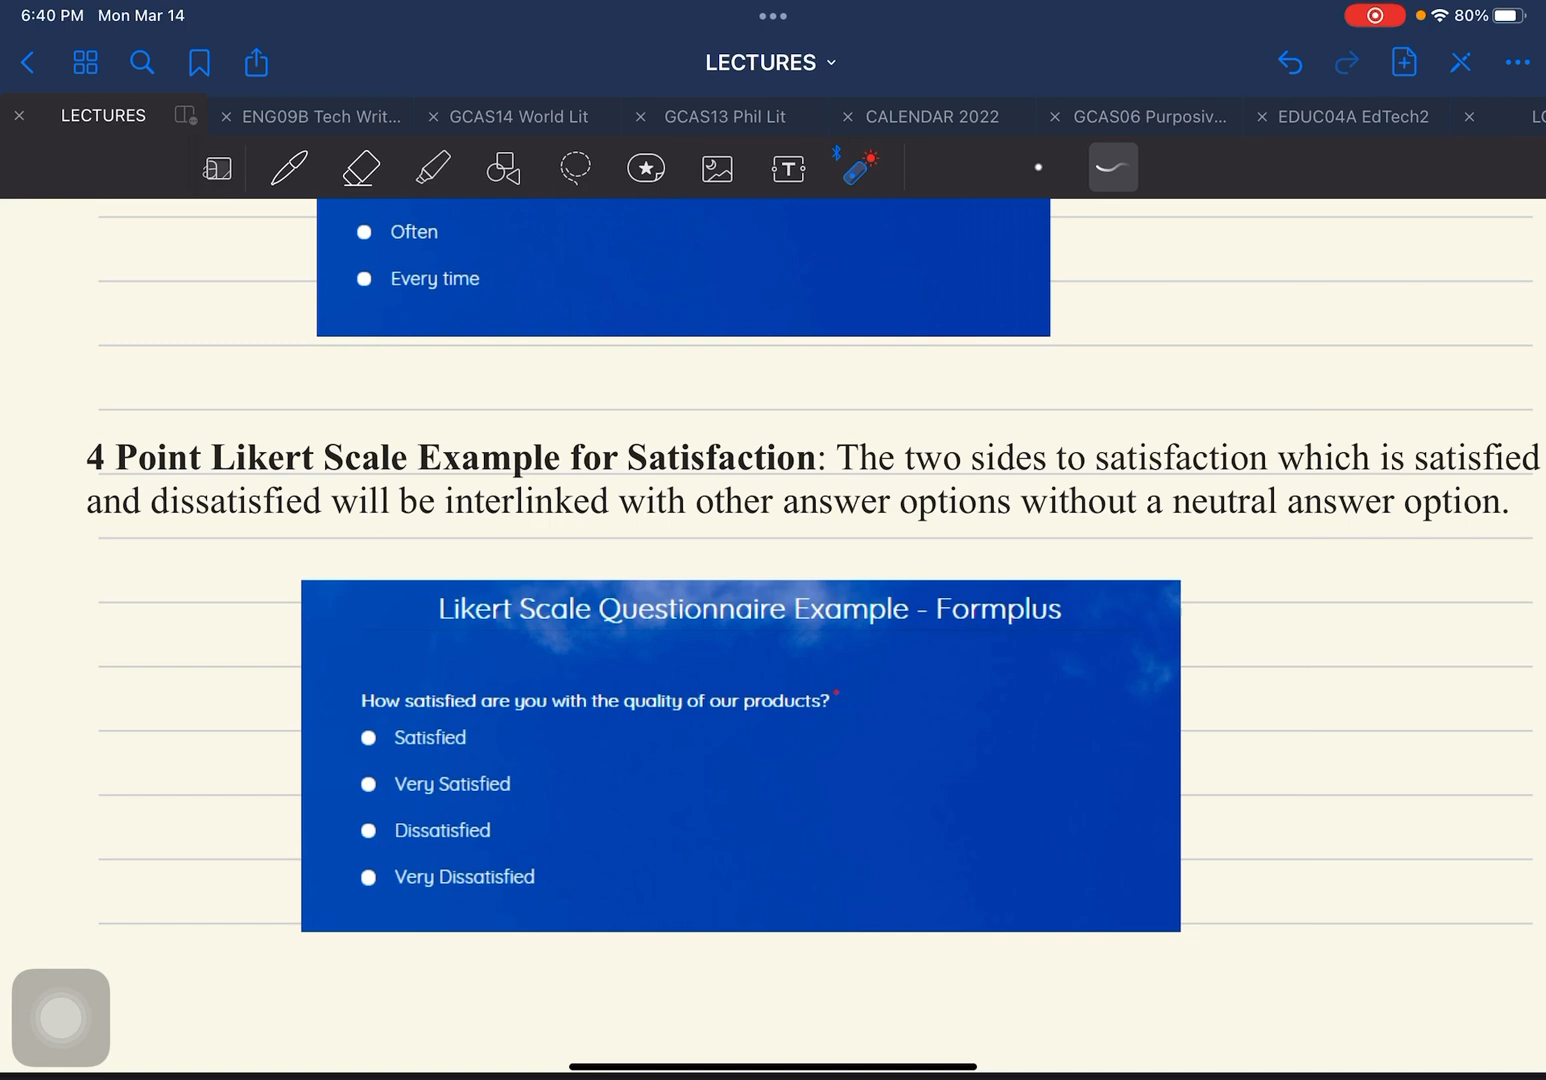 6:40 PM Mon Mar 14
80%
LECTURES
LECTURES
ENG09B Tech Writ...
GCAS14 World Lit
GCAS13 Phil Lit
CALENDAR 2022
GCAS06 Purposiv...
EDUC04A EdTech2
T
Often
Every time
4 Point Likert Scale Example for Satisfaction: The two sides to satisfaction which is satisfied
and dissatisfied will be interlinked with other answer options without a neutral answer option.
Likert Scale Questionnaire Example - Formplus
How satisfied are you with the quality of our products?*
Satisfied
Very Satisfied
Dissatisfied
Very Dissatisfied